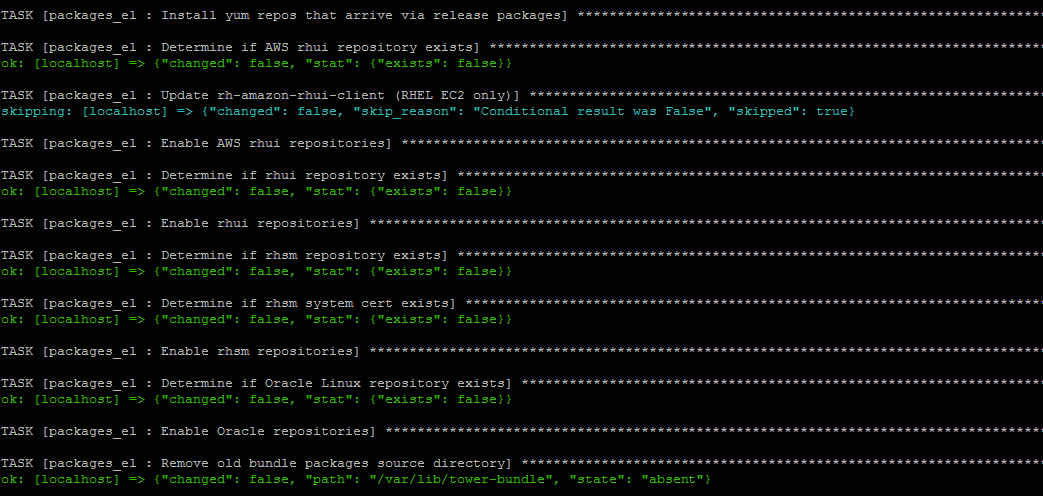 TASK [packages_el : Install yum repos that arrive via release packages] **********************************************************
TASK [packages_el : Determine if AWS rhui repository exists] *********************************************************************
ok: [localhost] => {"changed": false, "stat": {"exists": false}}
TASK [packages_el : Update rh-amazon-rhui-client (RHEL EC2 only)] ****************************************************************
skipping: [localhost] => {"changed": false, "skip_reason": "Conditional result was False", "skipped": true}
TASK [packages_el : Enable AWS rhui repositories] ********************************************************************************
TASK [packages_el : Determine if rhui repository exists] *************************************************************************
ok: [localhost] => {"changed": false, "stat": {"exists": false}}
TASK [packages_el : Enable rhui repositories] ************************************************************************************
TASK [packages_el : Determine if rhsm repository exists] *************************************************************************
ok: [localhost] => {"changed": false, "stat": {"exists": false}}
TASK [packages_el : Determine if rhsm system cert exists] ************************************************************************
ok: [localhost] => {"changed": false, "stat": {"exists": false}}
TASK [packages_el : Enable rhsm repositories] ************************************************************************************
TASK [packages_el : Determine if Oracle Linux repository exists] *****************************************************************
ok: [localhost] => {"changed": false, "stat": {"exists": false}}
TASK [packages_el : Enable Oracle repositories] **********************************************************************************
TASK [packages_el : Remove old bundle packages source directory] *****************************************************************
ok: [localhost] => {"changed": false, "path": "/var/lib/tower-bundle", "state": "absent"}